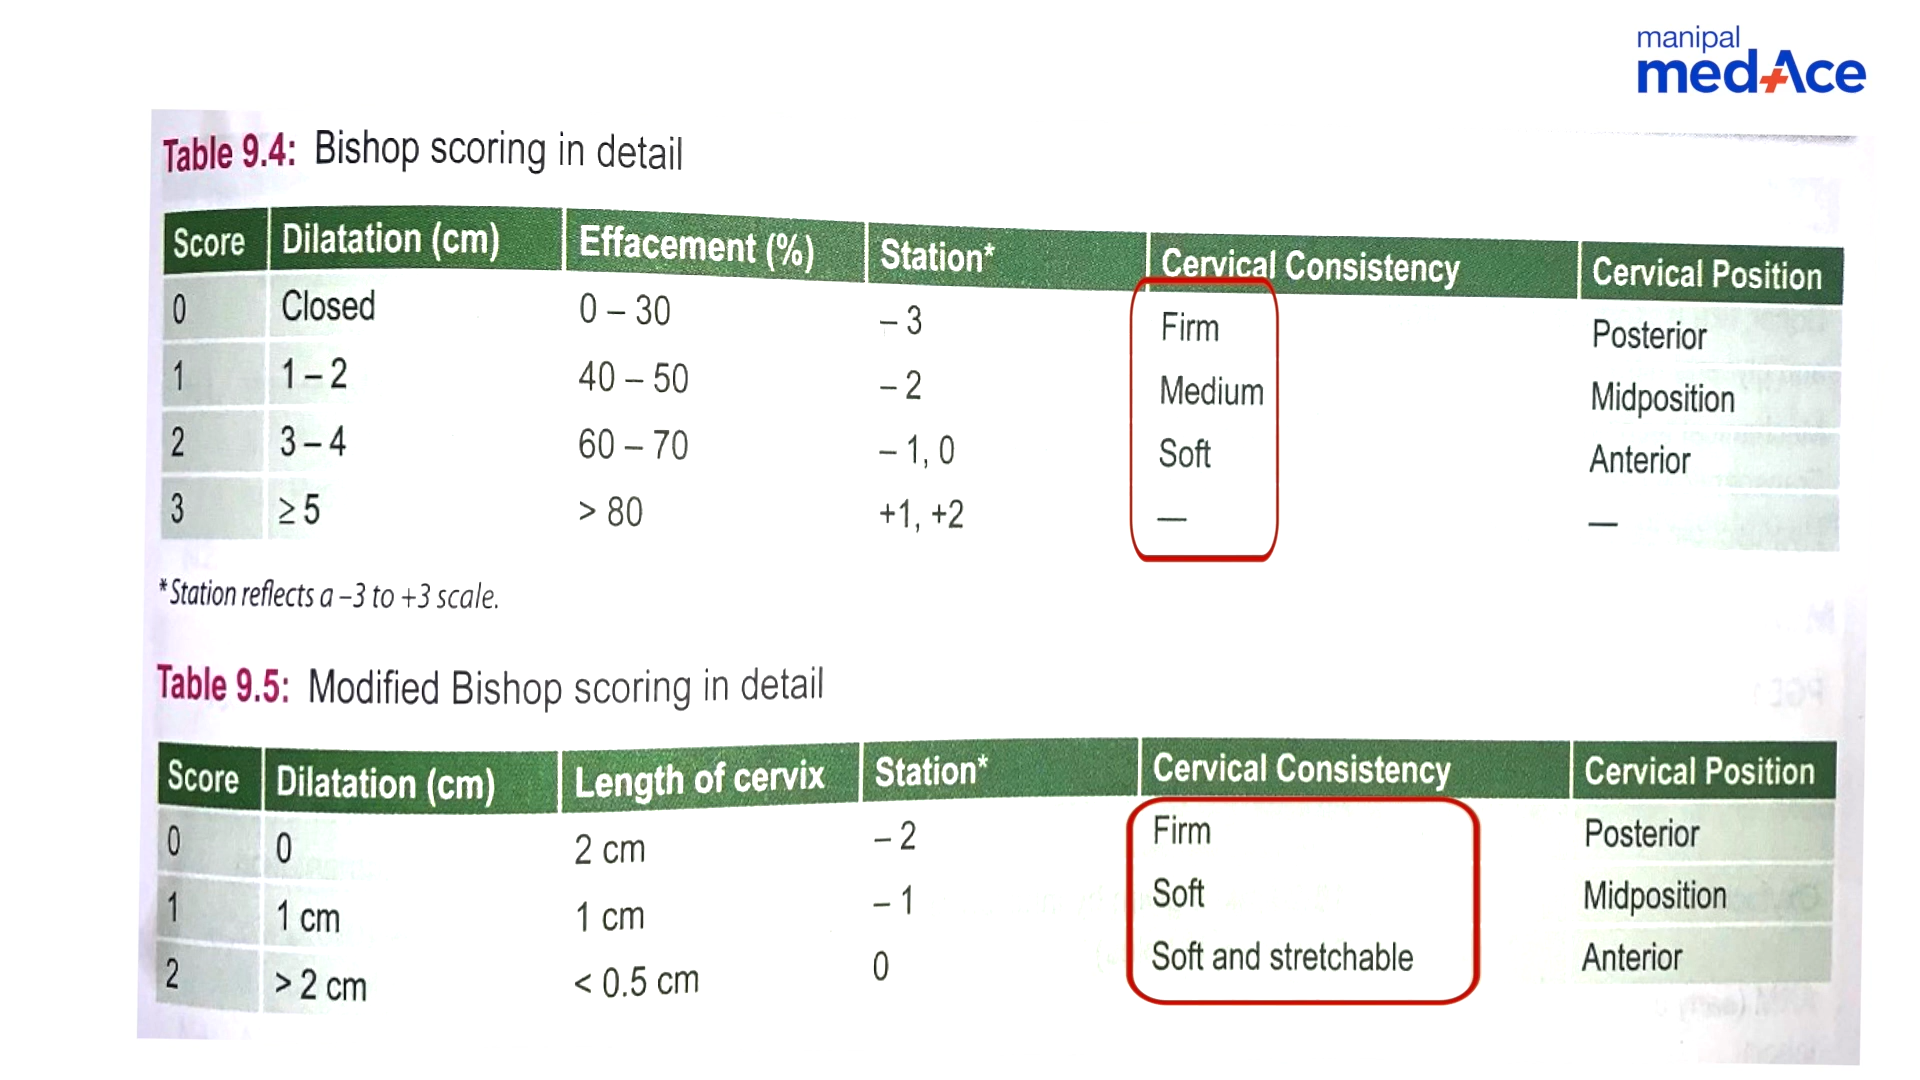 manipal
medAce
Table 9.4: Bishop scoring in detail
Score Dilatation (cm) Effacement (%) Station* Cervical Consistency Cervical Position
0 Closed 0 – 30 – 3 Firm Posterior
1 1 – 2 40 – 50 – 2 Medium Midposition
2 3 – 4 60 – 70 – 1, 0 Soft Anterior
3 ≥ 5 > 80 +1, +2 — —
*Station reflects a –3 to +3 scale.
Table 9.5: Modified Bishop scoring in detail
Score Dilatation (cm) Length of cervix Station* Cervical Consistency Cervical Position
0 0 2 cm – 2 Firm Posterior
1 1 cm 1 cm – 1 Soft Midposition
2 > 2 cm < 0.5 cm 0 Soft and stretchable Anterior